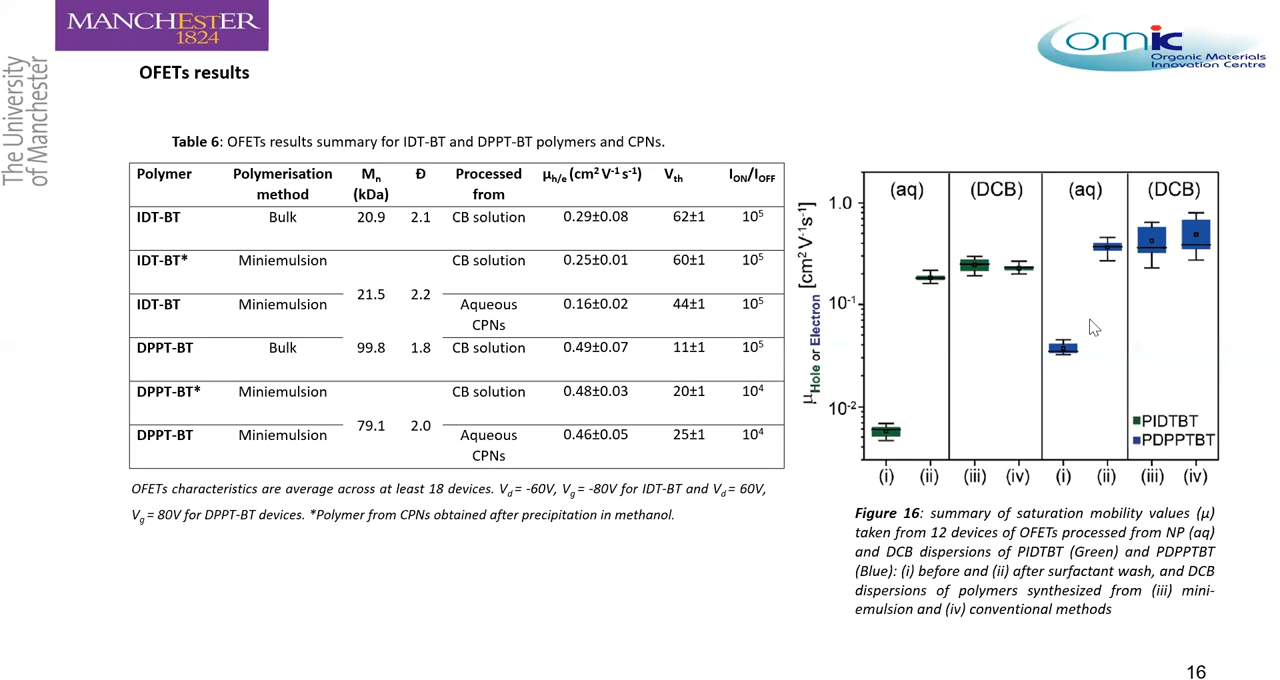 MANCHESTER
1824
The University
of Manchester
omic
Organic Materials
Innovation Centre
OFETs results
Table 6: OFETs results summary for IDT-BT and DPPT-BT polymers and CPNs.
Polymer Polymerisation method Mn (kDa) Đ Processed from μh/e (cm2 V-1 s-1) Vth ION/IOFF
IDT-BT Bulk 20.9 2.1 CB solution 0.29±0.08 62±1 10⁵
IDT-BT* Miniemulsion CB solution 0.25±0.01 60±1 10⁵
21.5 2.2
IDT-BT Miniemulsion Aqueous CPNs 0.16±0.02 44±1 10⁵
DPPT-BT Bulk 99.8 1.8 CB solution 0.49±0.07 11±1 10⁵
DPPT-BT* Miniemulsion CB solution 0.48±0.03 20±1 10⁴
79.1 2.0
DPPT-BT Miniemulsion Aqueous CPNs 0.46±0.05 25±1 10⁴
OFETs characteristics are average across at least 18 devices. Vd = -60V, Vg = -80V for IDT-BT and Vd = 60V,
Vg = 80V for DPPT-BT devices. *Polymer from CPNs obtained after precipitation in methanol.
(aq) (DCB) (aq) (DCB)
μHole or Electron [cm² V⁻¹s⁻¹]
1.0
10⁻¹
10⁻²
PIDTBT
PDPPTBT
(i) (ii) (iii) (iv) (i) (ii) (iii) (iv)
Figure 16: summary of saturation mobility values (μ)
taken from 12 devices of OFETs processed from NP (aq)
and DCB dispersions of PIDTBT (Green) and PDPPTBT
(Blue): (i) before and (ii) after surfactant wash, and DCB
dispersions of polymers synthesized from (iii) mini-
emulsion and (iv) conventional methods
16